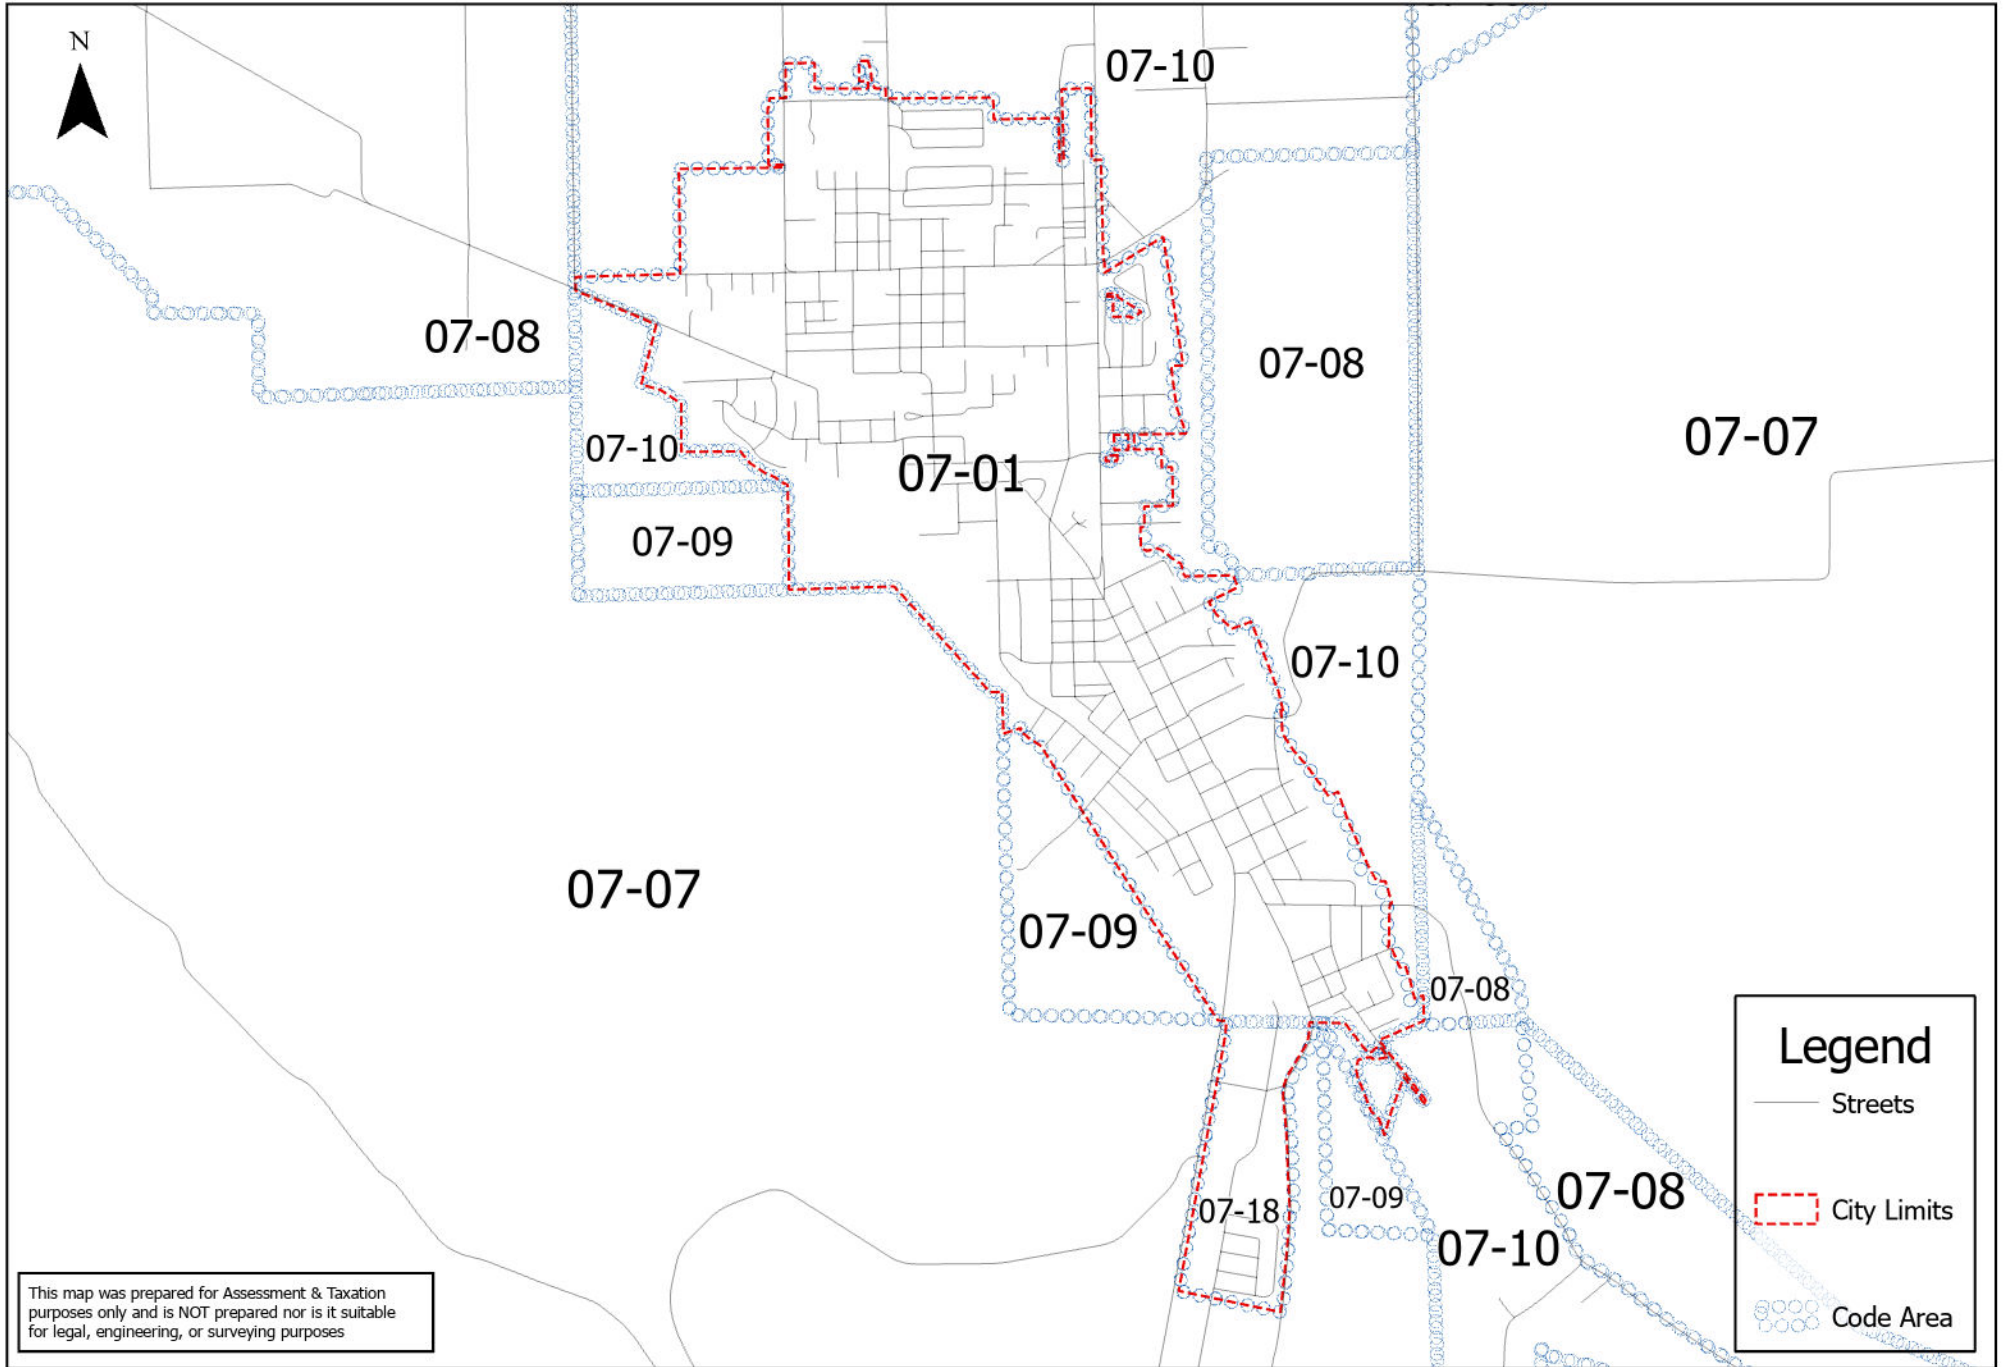 N
07-10
07-08
07-08
07-07
07-10
07-01
07-09
07-10
07-07
07-09
07-08
07-18
07-09
07-08
07-10
Legend
Streets
City Limits
Code Area
This map was prepared for Assessment & Taxation
purposes only and is NOT prepared nor is it suitable
for legal, engineering, or surveying purposes